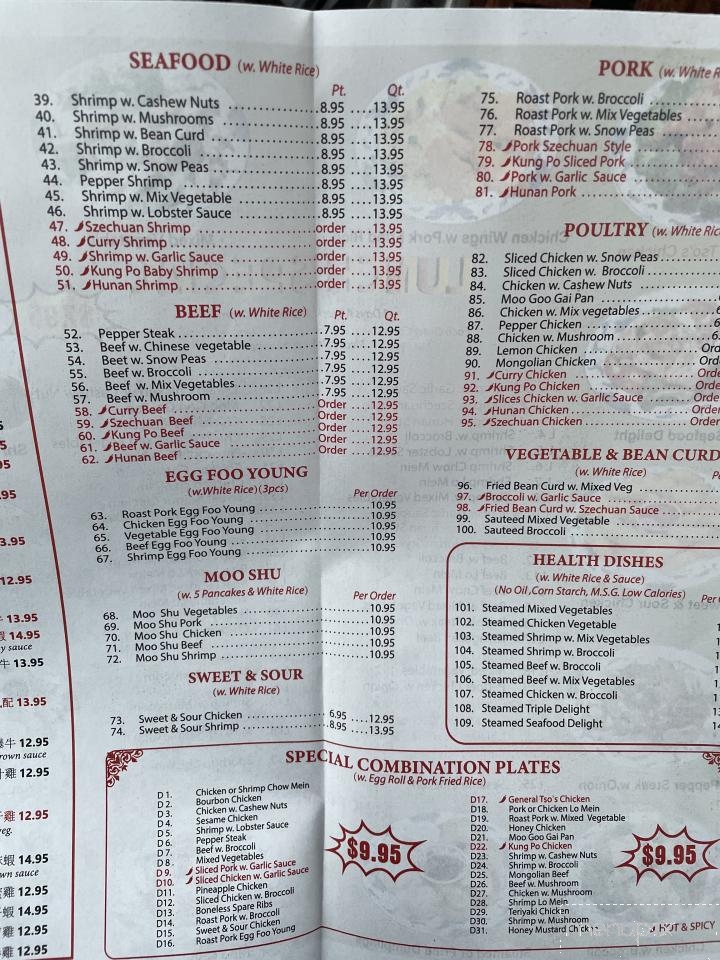 SEAFOOD (w. White Rice)
Pt. Qt.
39. Shrimp w. Cashew Nuts 8.95 13.95
40. Shrimp w. Mushrooms 8.95 13.95
41. Shrimp w. Bean Curd 8.95 13.95
42. Shrimp w. Broccoli 8.95 13.95
43. Shrimp w. Snow Peas 8.95 13.95
44. Pepper Shrimp 8.95 13.95
45. Shrimp w. Mix Vegetable 8.95 13.95
46. Shrimp w. Lobster Sauce 8.95 13.95
47. Szechuan Shrimp order 13.95
48. Curry Shrimp order 13.95
49. Shrimp w. Garlic Sauce order 13.95
50. Kung Po Baby Shrimp order 13.95
51. Hunan Shrimp order 13.95
BEEF (w. White Rice) Pt. Qt.
52. Pepper Steak 7.95 12.95
53. Beef w. Chinese vegetable 7.95 12.95
54. Beet w. Snow Peas 7.95 12.95
55. Beef w. Broccoli 7.95 12.95
56. Beef w. Mix Vegetables 7.95 12.95
57. Beef w. Mushroom 7.95 12.95
58. Curry Beef Order 12.95
59. Szechuan Beef Order 12.95
60. Kung Po Beef Order 12.95
61. Beef w. Garlic Sauce Order 12.95
62. Hunan Beef Order 12.95
EGG FOO YOUNG
(w.White Rice) (3pcs) Per Order
63. Roast Pork Egg Foo Young 10.95
64. Chicken Egg Foo Young 10.95
65. Vegetable Egg Foo Young 10.95
66. Beef Egg Foo Young 10.95
67. Shrimp Egg Foo Young 10.95
MOO SHU
(w. 5 Pancakes & White Rice) Per Order
68. Moo Shu Vegetables 10.95
69. Moo Shu Pork 10.95
70. Moo Shu Chicken 10.95
71. Moo Shu Beef 10.95
72. Moo Shu Shrimp 10.95
SWEET & SOUR
(w. White Rice)
73. Sweet & Sour Chicken 6.95 12.95
74. Sweet & Sour Shrimp 8.95 13.95
PORK (w. White R
75. Roast Pork w. Broccoli
76. Roast Pork w. Mix Vegetables
77. Roast Pork w. Snow Peas
78. Pork Szechuan Style
79. Kung Po Sliced Pork
80. Pork w. Garlic Sauce
81. Hunan Pork
POULTRY (w. White Ric
82. Sliced Chicken w. Snow Peas
83. Sliced Chicken w. Broccoli
84. Chicken w. Cashew Nuts
85. Moo Goo Gai Pan
86. Chicken w. Mix vegetables 6
87. Pepper Chicken 6
88. Chicken w. Mushroom 6.
89. Lemon Chicken Ord
90. Mongolian Chicken Ord
91. Curry Chicken Orde
92. Kung Po Chicken Orde
93. Slices Chicken w. Garlic Sauce Orde
94. Hunan Chicken Orde
95. Szechuan Chicken Orde
VEGETABLE & BEAN CURD
(w. White Rice)
96. Fried Bean Curd w. Mixed Veg
97. Broccoli w. Garlic Sauce
98. Fried Bean Curd w. Szechuan Sauce
99. Sauteed Mixed Vegetable
100. Sauteed Broccoli
HEALTH DISHES
(w. White Rice & Sauce)
(No Oil ,Corn Starch, M.S.G. Low Calories)
Per
101. Steamed Mixed Vegetables
102. Steamed Chicken Vegetable
103. Steamed Shrimp w. Mix Vegetables
104. Steamed Shrimp w. Broccoli
105. Steamed Beef w. Broccoli
106. Steamed Beef w. Mix Vegetables
107. Steamed Chicken w. Broccoli
108. Steamed Triple Delight 13
109. Steamed Seafood Delight 14
SPECIAL COMBINATION PLATES
(w. Egg Roll & Pork Fried Rice)
D 1. Chicken or Shrimp Chow Mein
D 2. Bourbon Chicken
D 3. Chicken w. Cashew Nuts
D 4. Sesame Chicken
D 5. Shrimp w. Lobster Sauce
D 6. Pepper Steak
D 7. Beef w. Broccoli
D 8. Mixed Vegetables
D 9. Sliced Pork w. Garlic Sauce
D10. Sliced Chicken w. Garlic Sauce
D11. Pineapple Chicken
D12. Sliced Chicken w. Broccoli
D13. Boneless Spare Ribs
D14. Roast Pork w. Broccoli
D15. Sweet & Sour Chicken
D16. Roast Pork Egg Foo Young
$9.95
D17. General Tso's Chicken
D18. Pork or Chicken Lo Mein
D19. Roast Pork w. Mixed Vegetable
D20. Honey Chicken
D21. Moo Goo Gai Pan
D22. Kung Po Chicken
D23. Shrimp w. Cashew Nuts
D24. Shrimp w. Broccoli
D25. Mongolian Beef
D26. Beef w. Mushroom
D27. Chicken w. Mushroom
D28. Shrimp Lo Mein
D29. Teriyaki Chicken
D30. Shrimp w. Mushroom
D31. Honey Mustard Chicken
$9.95
HOT & SPICY